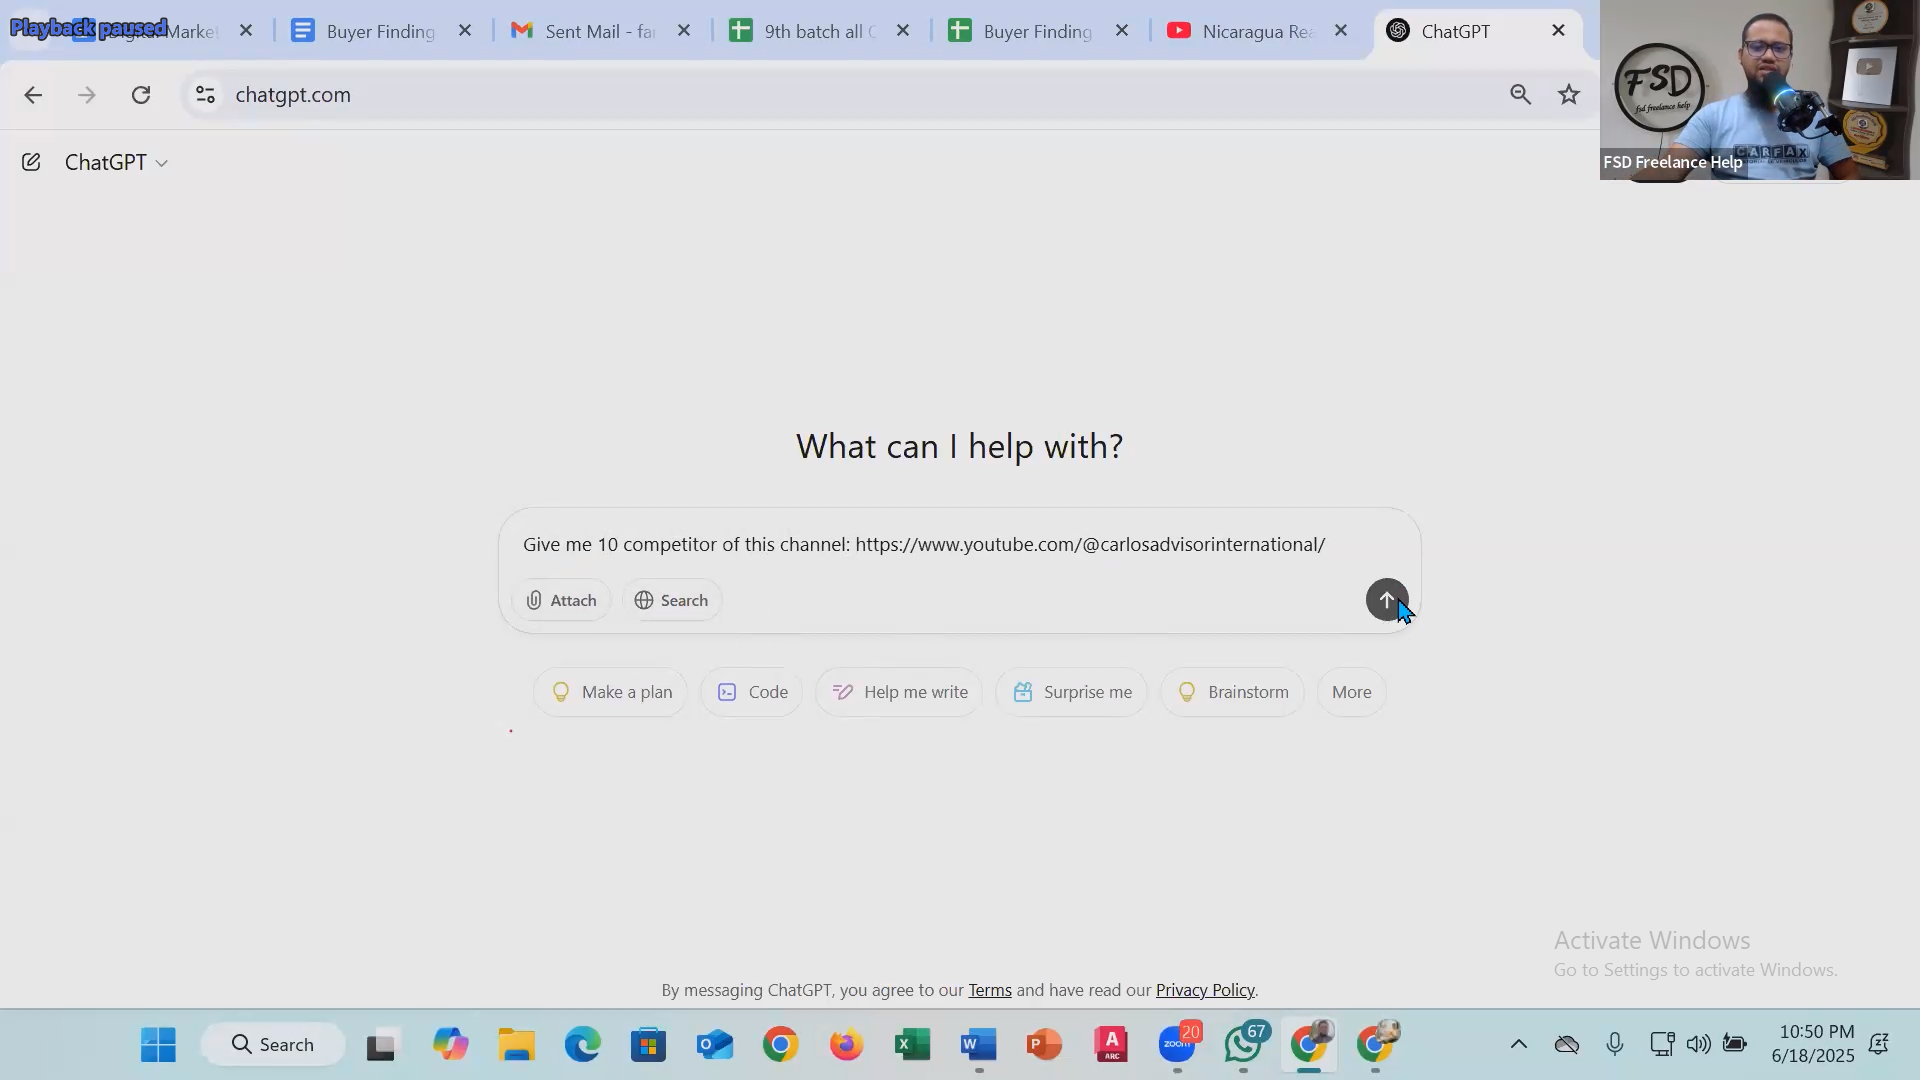 Playback paused
Digital Market
Buyer Finding
Sent Mail - fa
9th batch all C
Buyer Finding
Nicaragua Rea
ChatGPT
chatgpt.com
ChatGPT
FSD
fsd freelance help
CARFAX
FSD Freelance Help
What can I help with?
Give me 10 competitor of this channel: https://www.youtube.com/@carlosadvisorinternational/
Attach
Search
Make a plan
Code
Help me write
Surprise me
Brainstorm
More
Activate Windows
Go to Settings to activate Windows.
By messaging ChatGPT, you agree to our Terms and have read our Privacy Policy.
Search
A
ARC
zoom
20
67
10:50 PM
6/18/2025